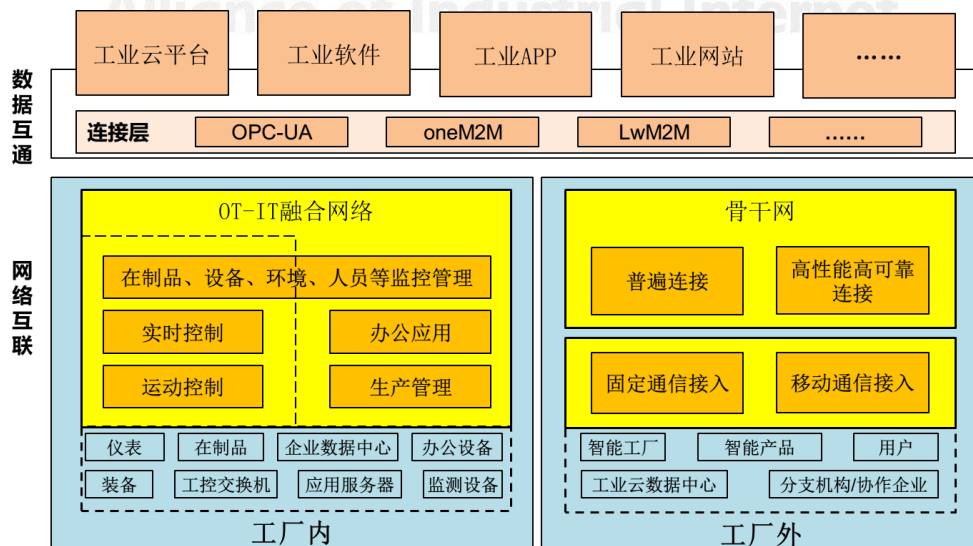 Alliance of Industrial Internet
工业云平台
工业软件
工业APP
工业网站
……
数据互通
连接层
OPC-UA
oneM2M
LwM2M
……
网络互联
OT-IT融合网络
在制品、设备、环境、人员等监控管理
实时控制
办公应用
运动控制
生产管理
仪表
在制品
企业数据中心
办公设备
装备
工控交换机
应用服务器
监测设备
工厂内
骨干网
普遍连接
高性能高可靠
连接
固定通信接入
移动通信接入
智能工厂
智能产品
用户
工业云数据中心
分支机构/协作企业
工厂外